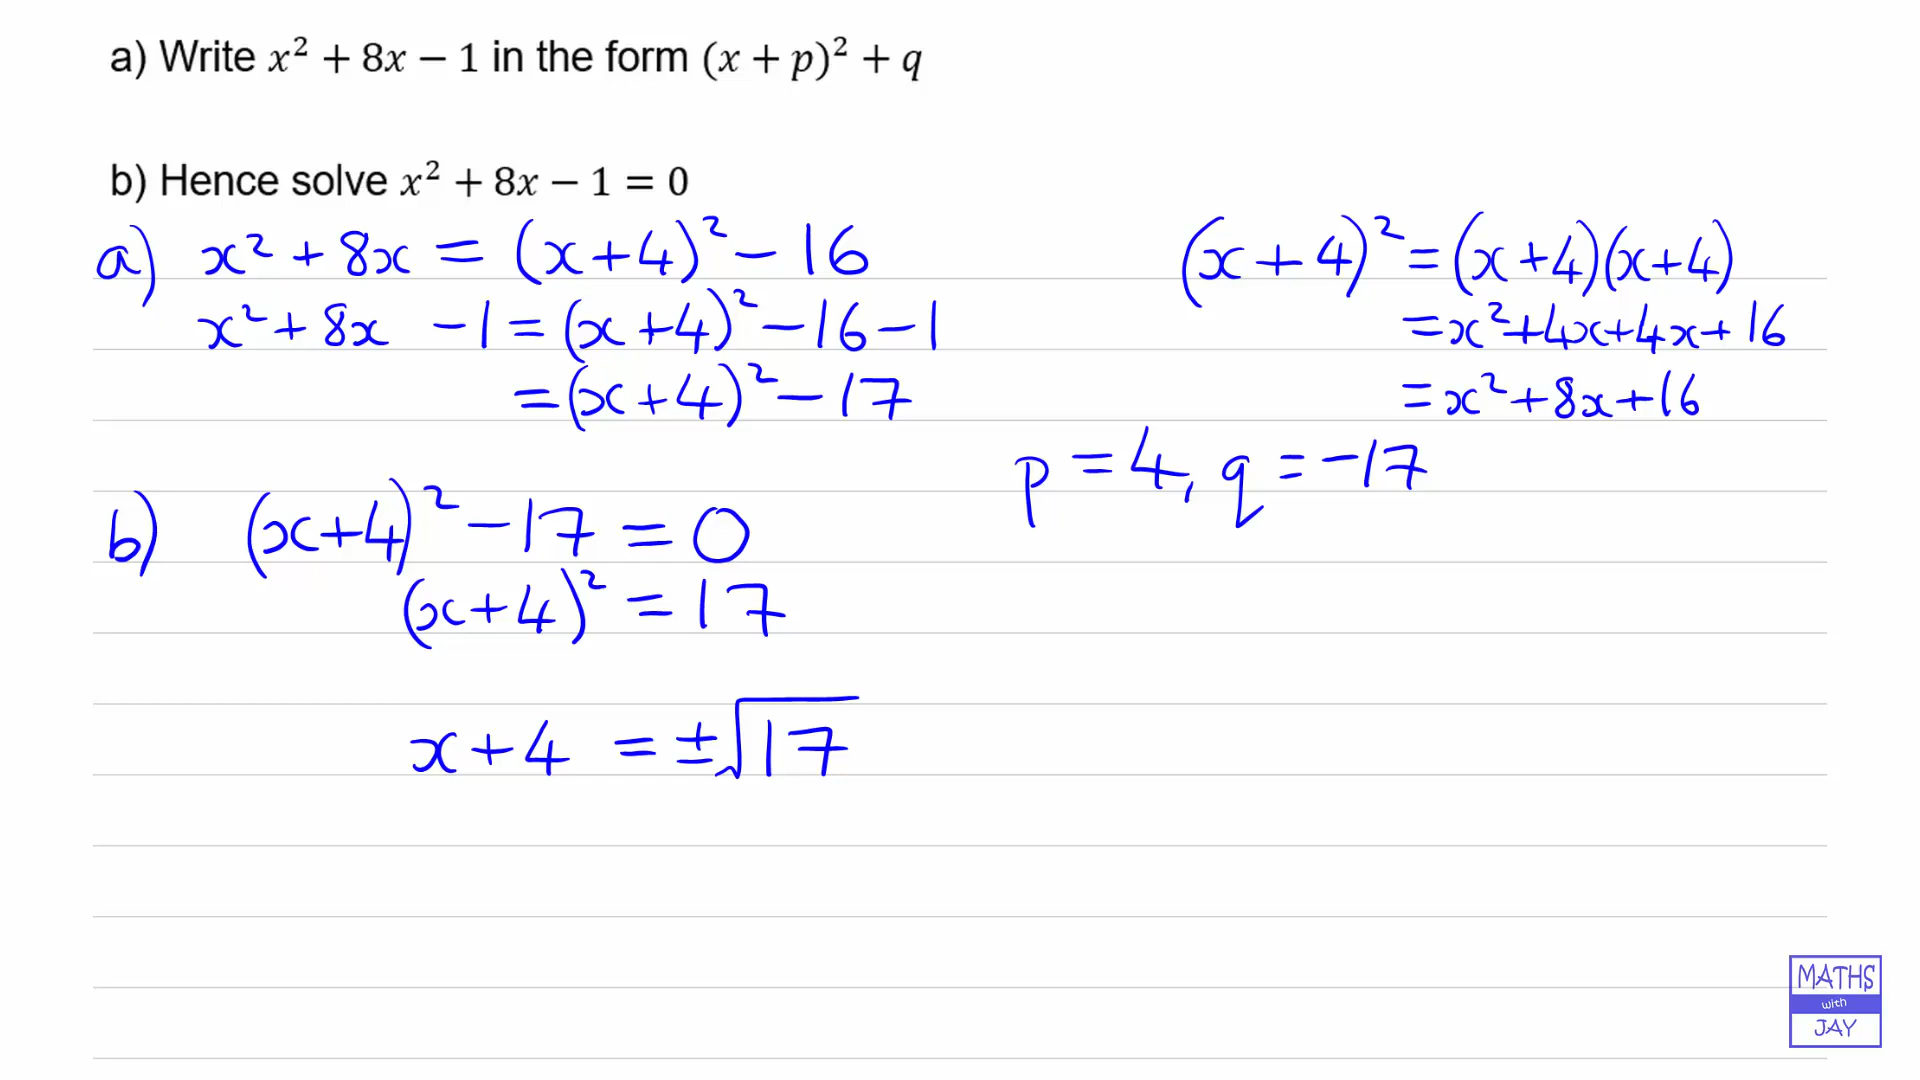 a) Write x² + 8x − 1 in the form (x + p)² + q
b) Hence solve x² + 8x − 1 = 0
a) x² + 8x = (x+4)² − 16
x² + 8x − 1 = (x+4)² − 16 − 1
= (x+4)² − 17
(x + 4)² = (x+4)(x+4)
= x² + 4x + 4x + 16
= x² + 8x + 16
p = 4, q = −17
b) (x+4)² − 17 = 0
(x+4)² = 17
x + 4 = ±√17
MATHS
with
JAY